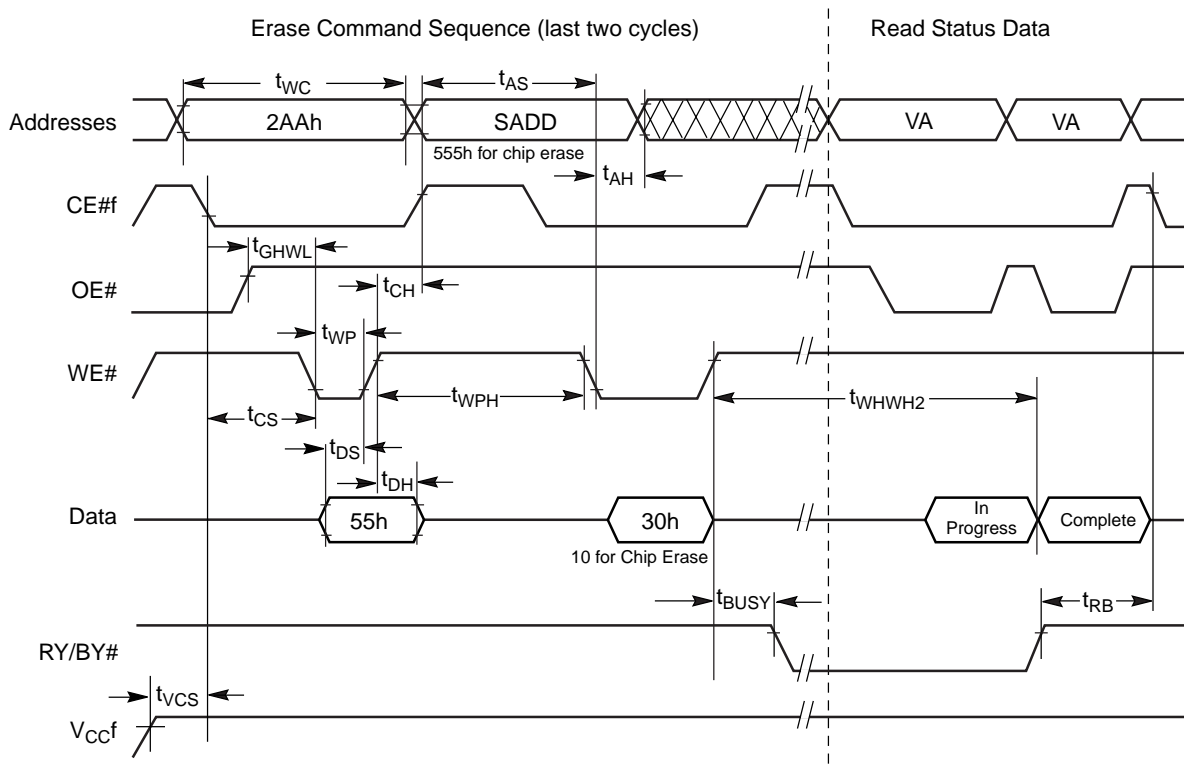 Erase Command Sequence (last two cycles)
Read Status Data
tWC
tAS
Addresses
2AAh
SADD
VA
VA
555h for chip erase
tAH
CE#f
tGHWL
OE#
tCH
tWP
WE#
tWPH
tWHWH2
tCS
tDS
tDH
Data
55h
30h
In
Progress
Complete
10 for Chip Erase
tBUSY
tRB
RY/BY#
tVCS
VCCf